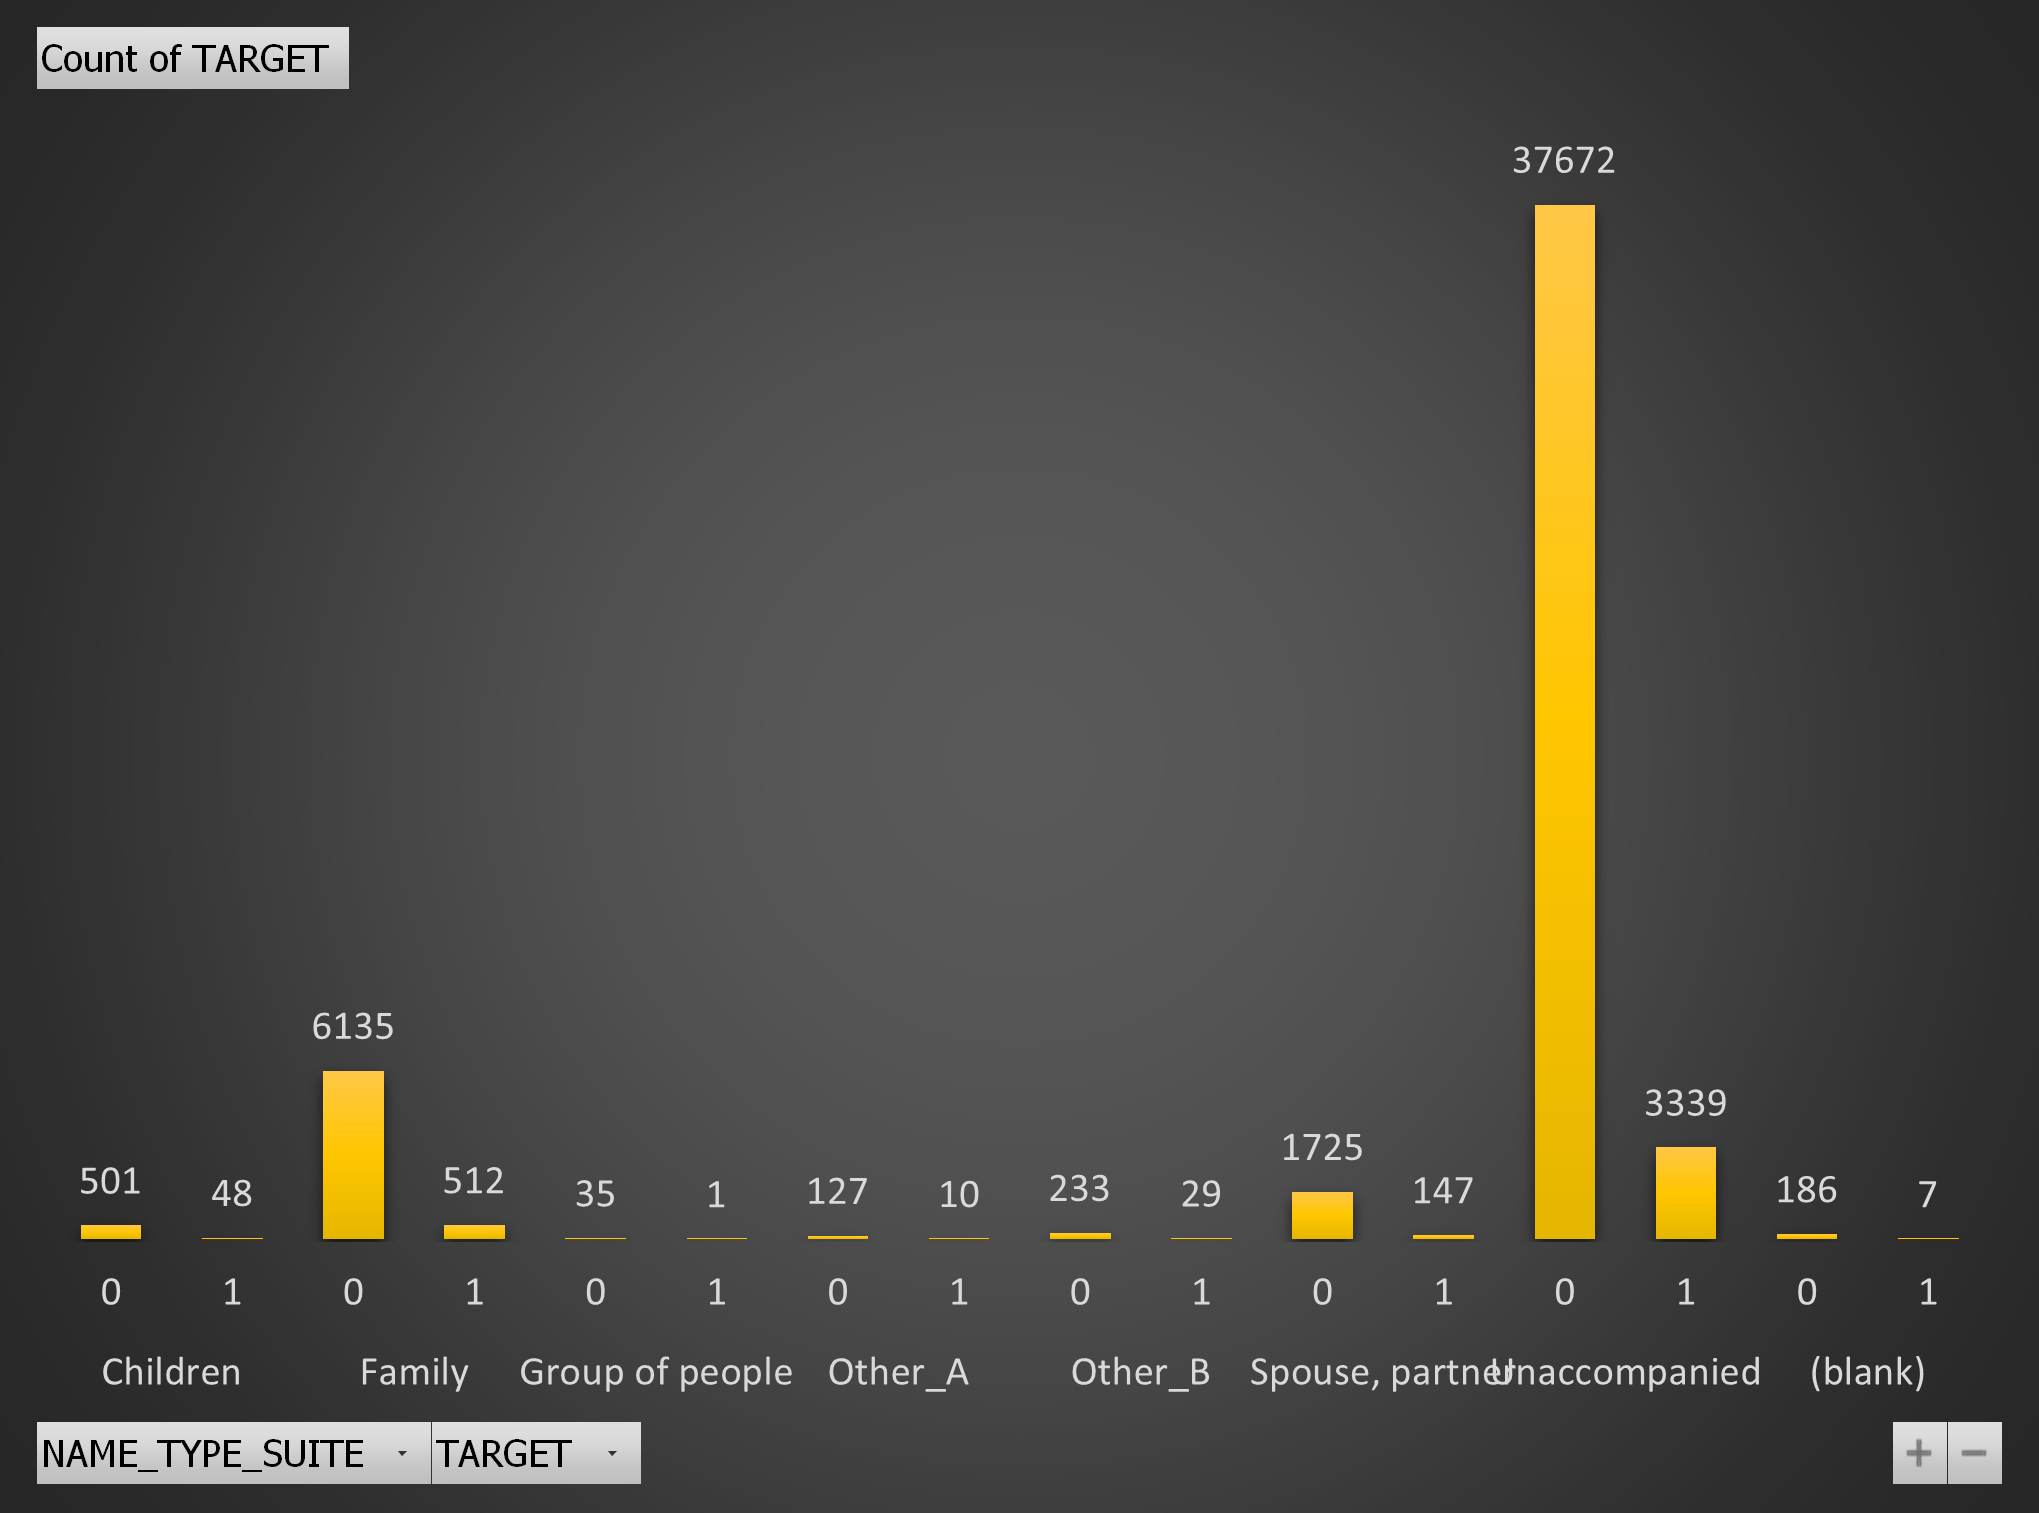 Count of TARGET
37672
6135
3339
1725
501 48 512 35 1 127 10 233 29 147 186 7
0 1 0 1 0 1 0 1 0 1 0 1 0 1 0 1
Children Family Group of people Other_A Other_B Spouse, partner Unaccompanied (blank)
NAME_TYPE_SUITE TARGET + −